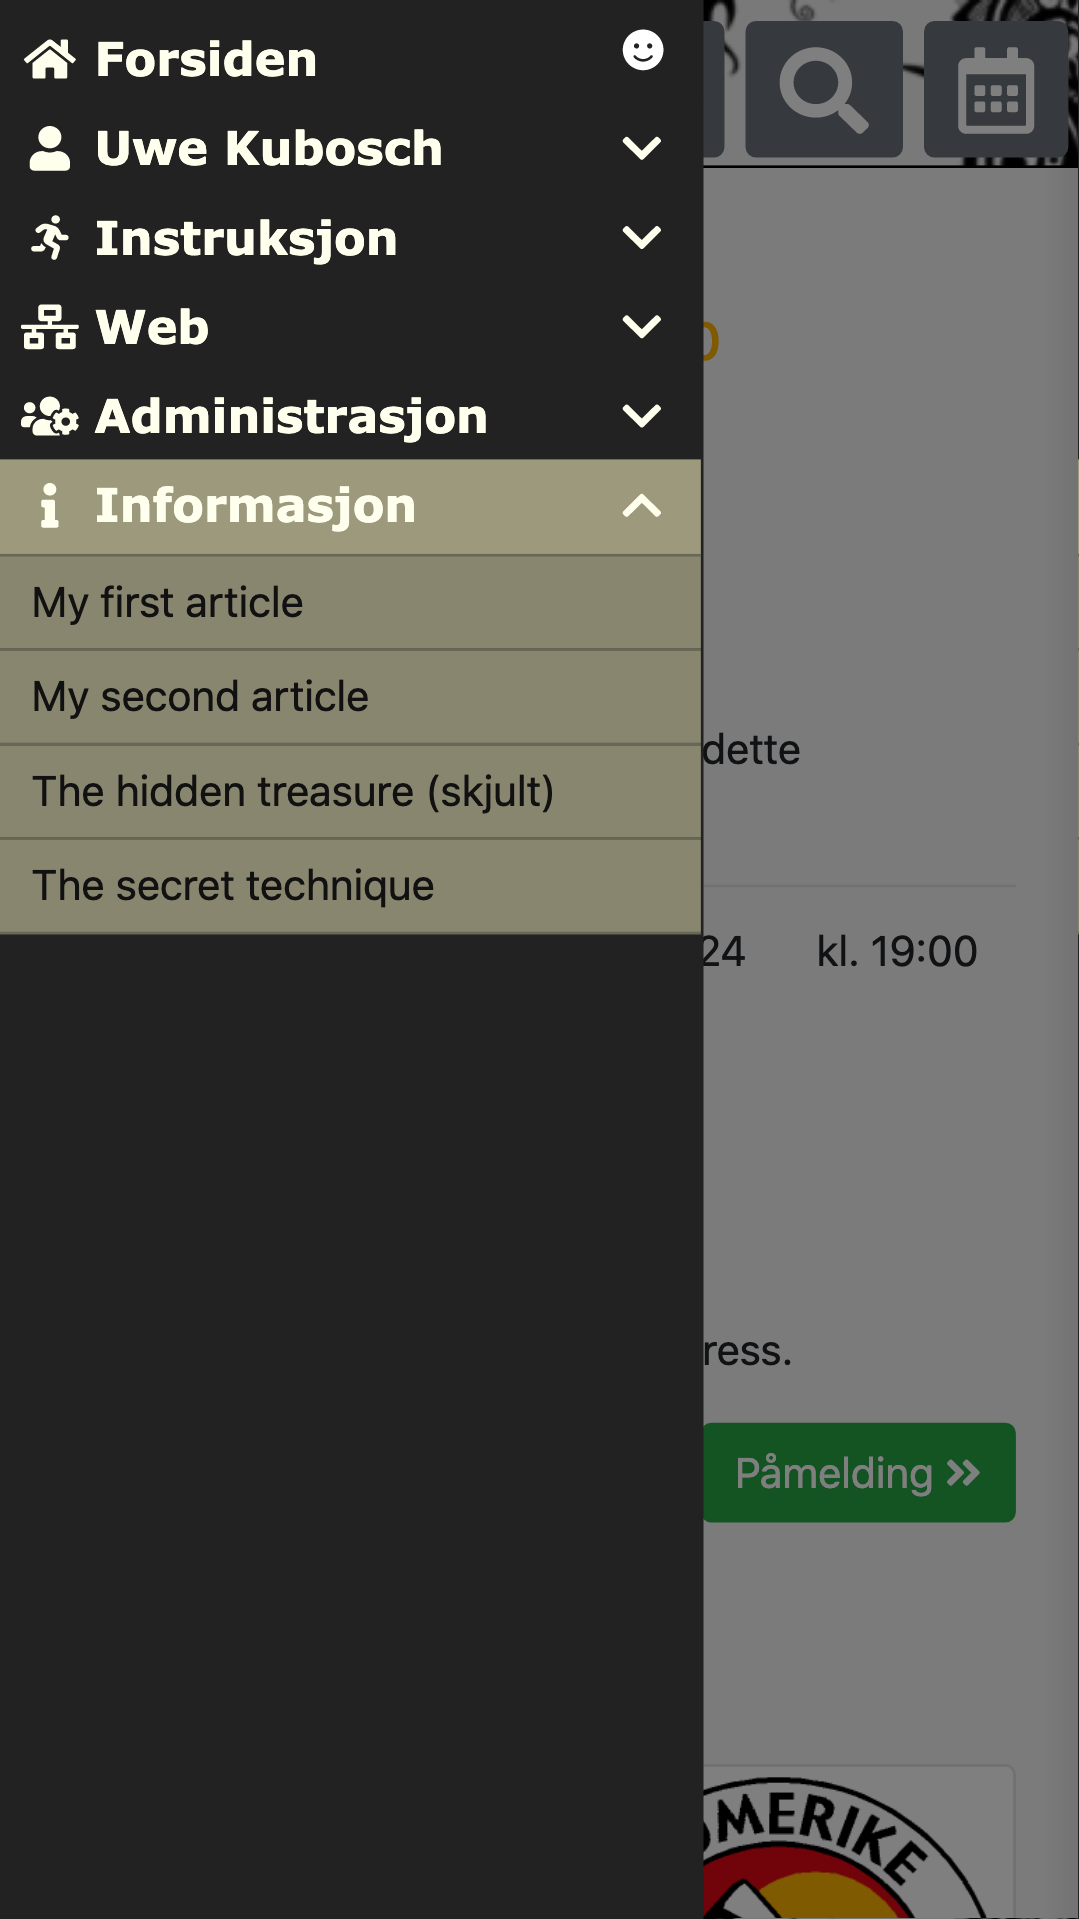 Forsiden
Uwe Kubosch
Instruksjon
Web
Administrasjon
Informasjon
My first article
My second article
dette
The hidden treasure (skjult)
The secret technique
24 kl. 19:00
ress.
Påmelding
MERIKE